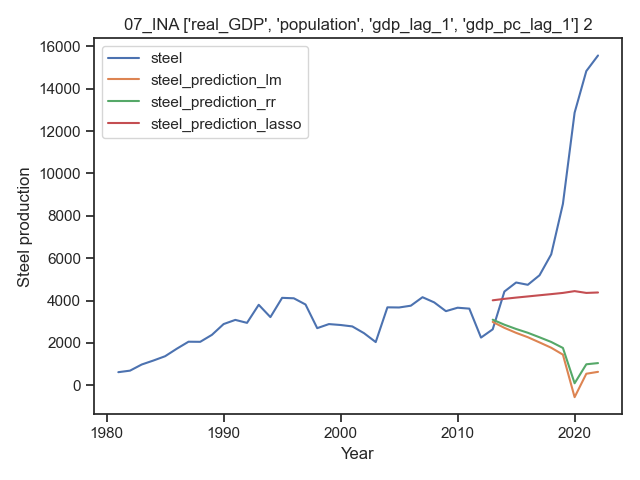 07_INA ['real_GDP', 'population', 'gdp_lag_1', 'gdp_pc_lag_1'] 2
steel
steel_prediction_lm
steel_prediction_rr
steel_prediction_lasso
Steel production
16000
14000
12000
10000
8000
6000
4000
2000
0
1980
1990
2000
2010
2020
Year